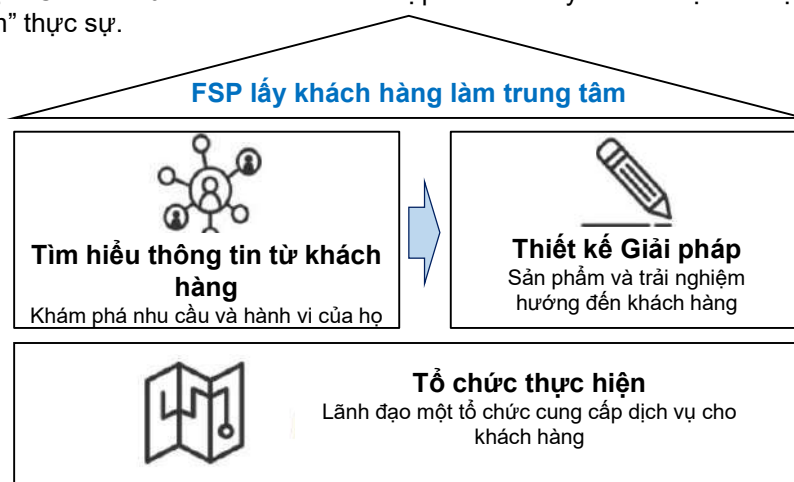 thực sự.
FSP lấy khách hàng làm trung tâm
Tìm hiểu thông tin từ khách
hàng
Khám phá nhu cầu và hành vi của họ
Thiết kế Giải pháp
Sản phẩm và trải nghiệm
hướng đến khách hàng
Tổ chức thực hiện
Lãnh đạo một tổ chức cung cấp dịch vụ cho
khách hàng